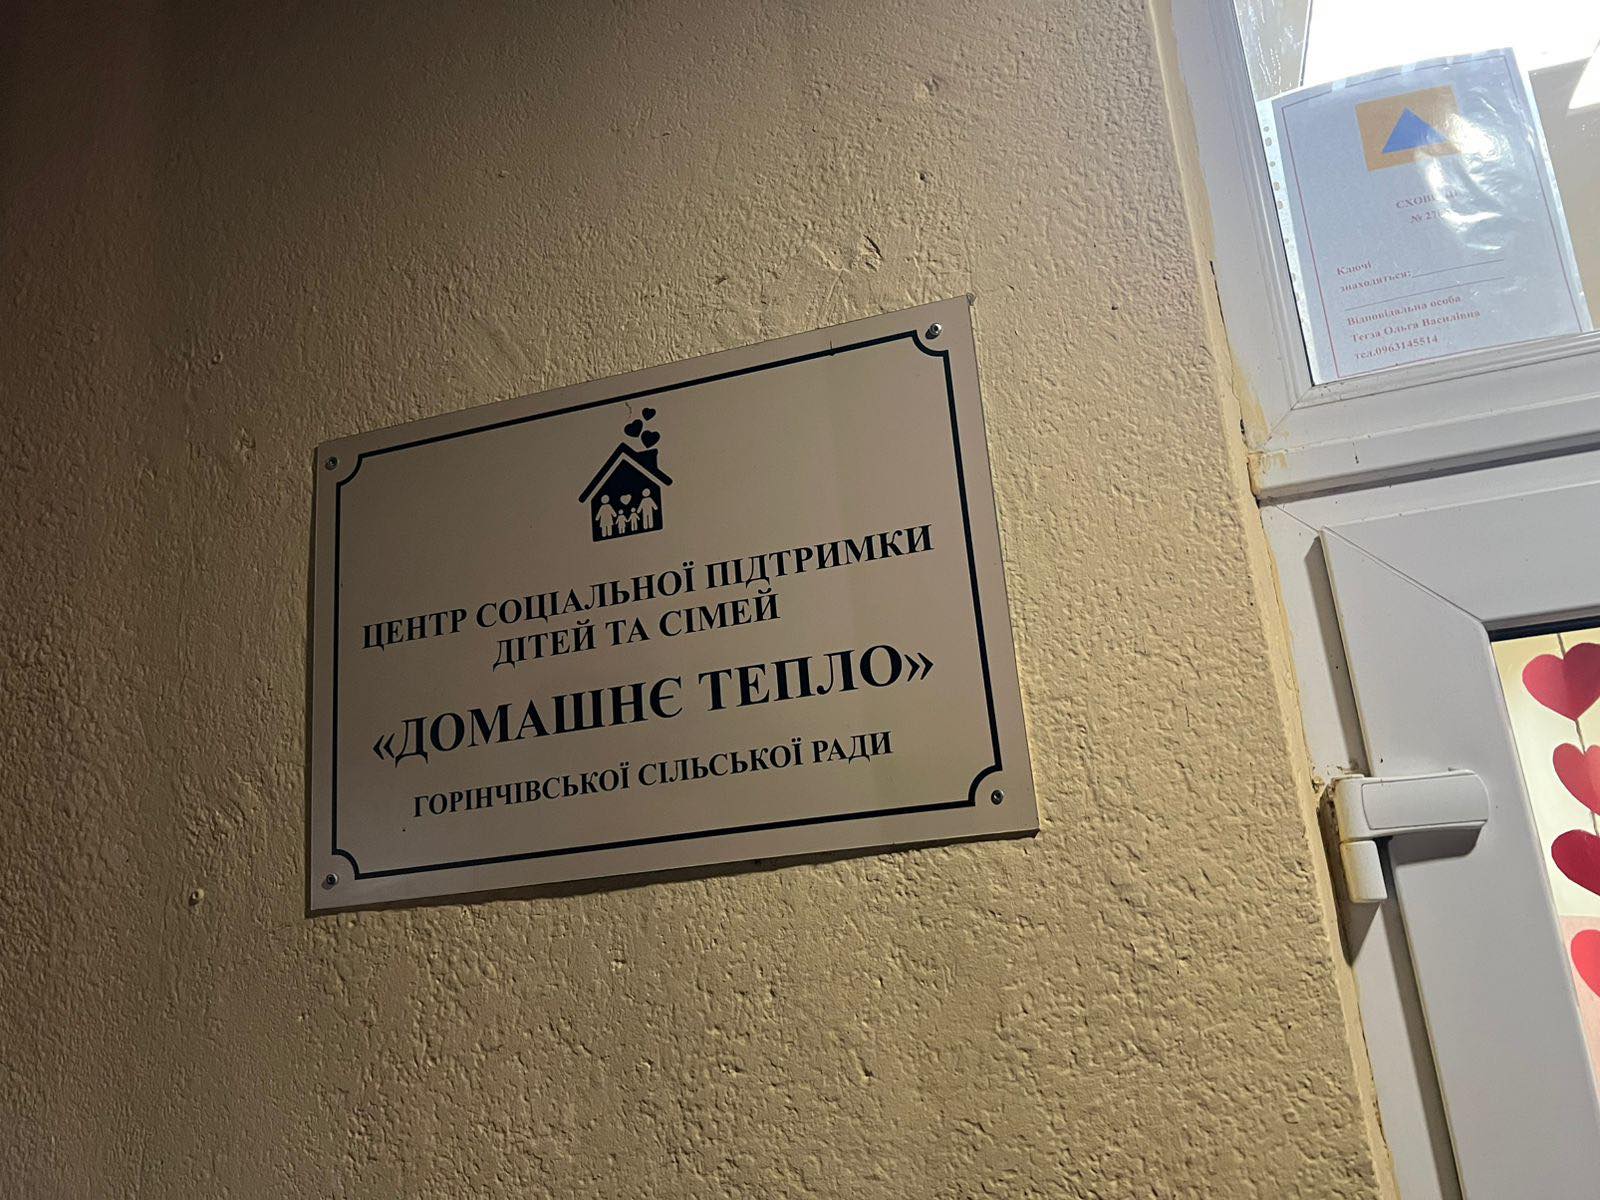 ЦЕНТР СОЦІАЛЬНОЇ ПІДТРИМКИ
ДІТЕЙ ТА СІМЕЙ
«ДОМАШНЄ ТЕПЛО»
ГОРІНЧІВСЬКОЇ СІЛЬСЬКОЇ РАДИ
Ключі
знаходяться:
Відповідальна особа
Тегза Ольга Василівна
тел.0963145514